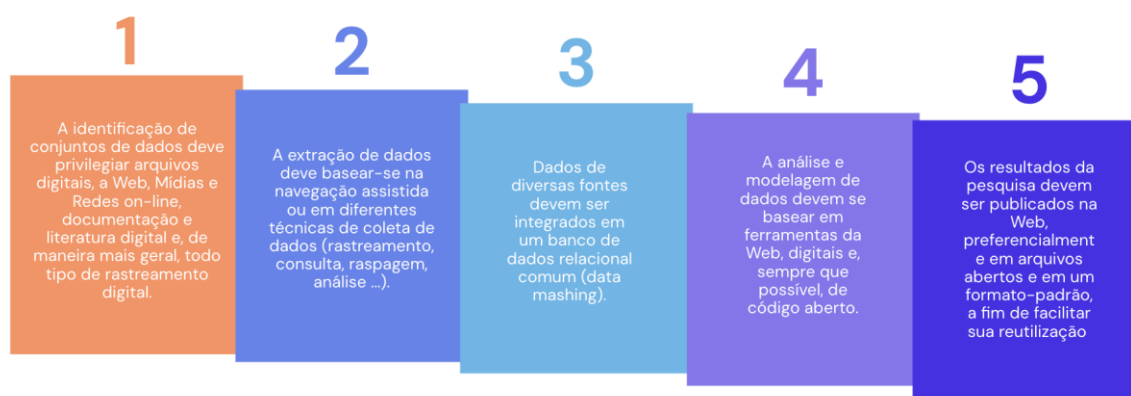 1
A identificação de
conjuntos de dados deve
privilegiar arquivos
digitais, a Web, Mídias e
Redes on-line,
documentação e
literatura digital e, de
maneira mais geral, todo
tipo de rastreamento
digital.
2
A extração de dados
deve basear-se na
navegação assistida
ou em diferentes
técnicas de coleta de
dados (rastreamento,
consulta, raspagem,
análise ...).
3
Dados de
diversas fontes
devem ser
integrados em
um banco de
dados relacional
comum (data
mashing).
4
A análise e
modelagem de
dados devem se
basear em
ferramentas da
Web, digitais e,
sempre que
possível, de
código aberto.
5
Os resultados da
pesquisa devem
ser publicados na
Web,
preferencialment
e em arquivos
abertos e em um
formato-padrão,
a fim de facilitar
sua reutilização